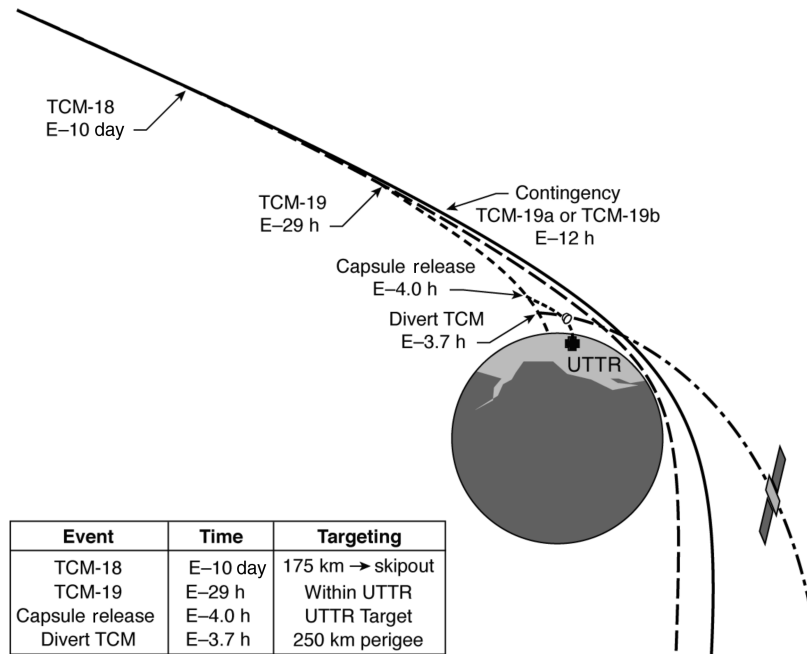 TCM-18
E–10 day
TCM-19
E–29 h
Contingency
TCM-19a or TCM-19b
E–12 h
Capsule release
E–4.0 h
Divert TCM
E–3.7 h
UTTR
Event Time Targeting
TCM-18 E–10 day 175 km → skipout
TCM-19 E–29 h Within UTTR
Capsule release E–4.0 h UTTR Target
Divert TCM E–3.7 h 250 km perigee